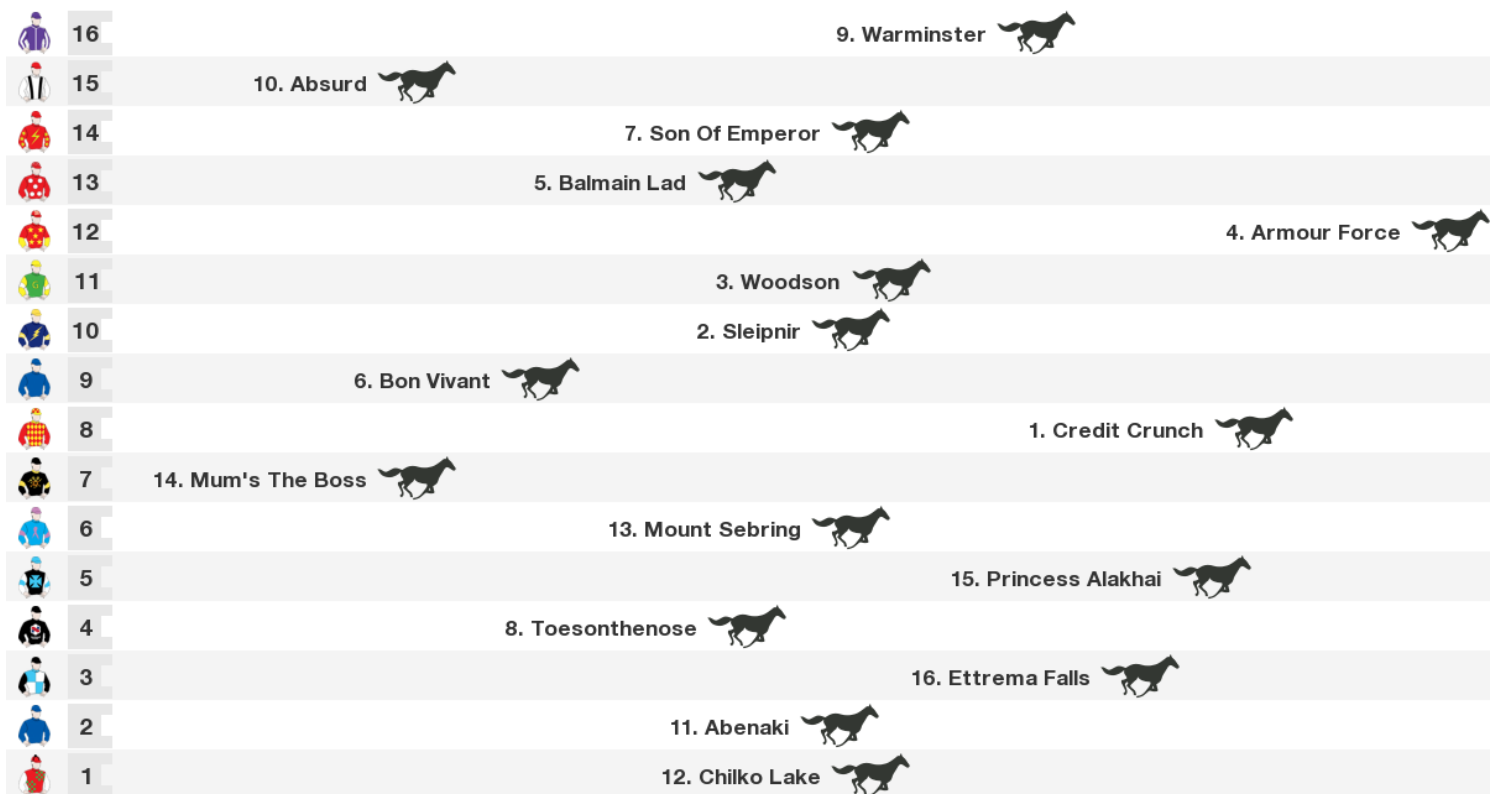 16 9. Warminster
15 10. Absurd
14 7. Son Of Emperor
13 5. Balmain Lad
12 4. Armour Force
11 3. Woodson
10 2. Sleipnir
9 6. Bon Vivant
8 1. Credit Crunch
7 14. Mum's The Boss
6 13. Mount Sebring
5 15. Princess Alakhai
4 8. Toesonthenose
3 16. Ettrema Falls
2 11. Abenaki
1 12. Chilko Lake